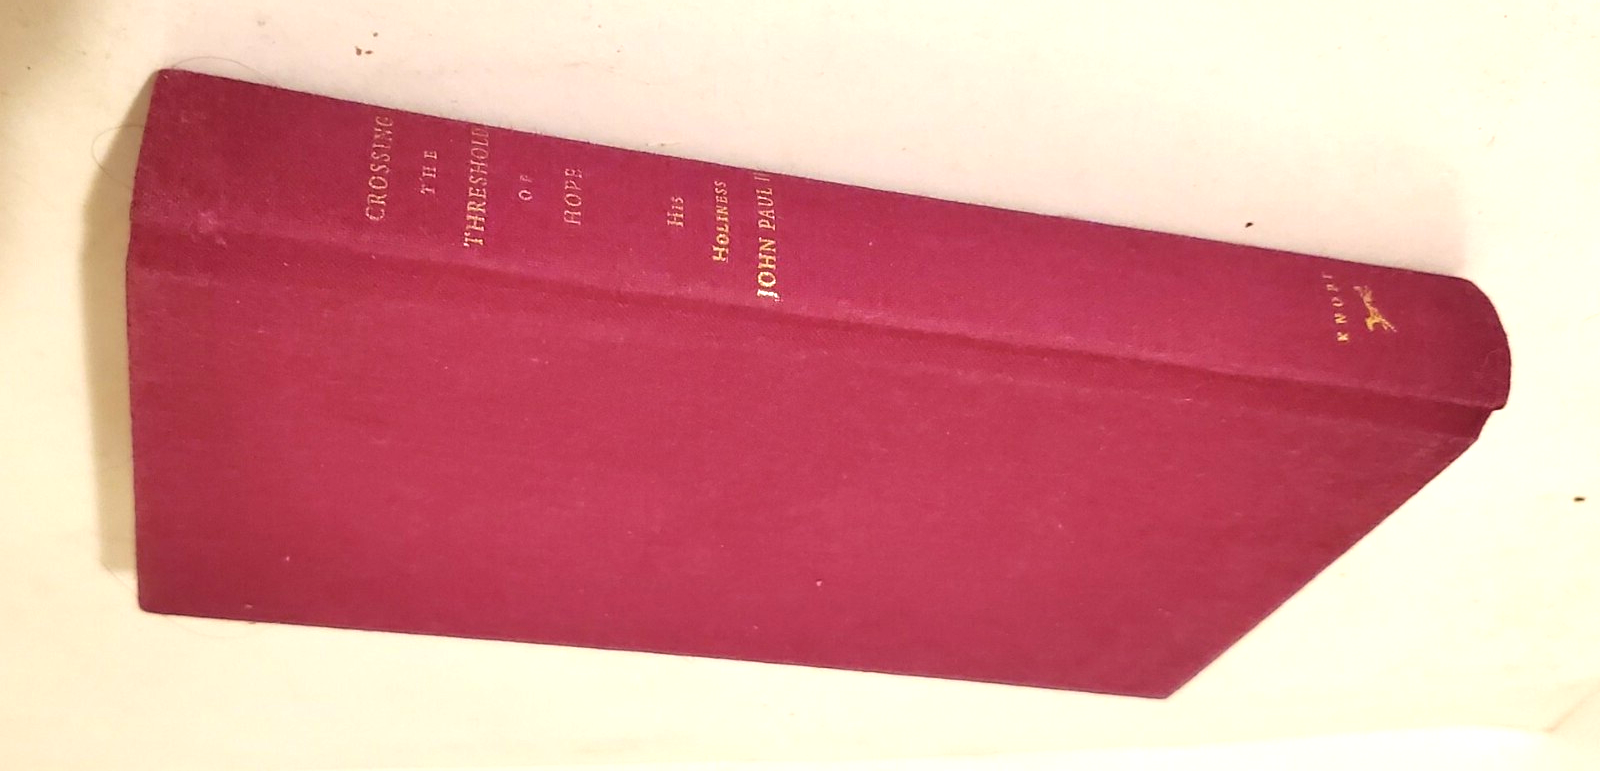 CROSSING
THE
THRESHOLD
OF
HOPE
HIS
HOLINESS
JOHN PAUL II
KNOPF